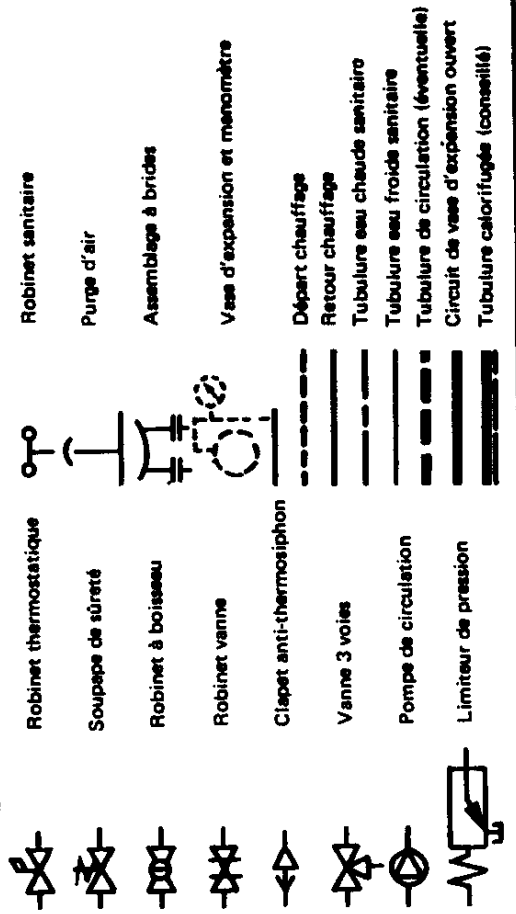 Robinet thermostatique
Soupape de sûreté
Robinet à boisseau
Robinet vanne
Clapet anti-thermosiphon
Vanne 3 voies
Pompe de circulation
Limiteur de pression
Robinet sanitaire
Purge d'air
Assemblage à brides
Vase d'expansion et manomètre
Départ chauffage
Retour chauffage
Tubulure eau chaude sanitaire
Tubulure eau froide sanitaire
Tubulure de circulation (éventuelle)
Circuit de vase d'expansion ouvert
Tubulure calorifugée (conseillé)